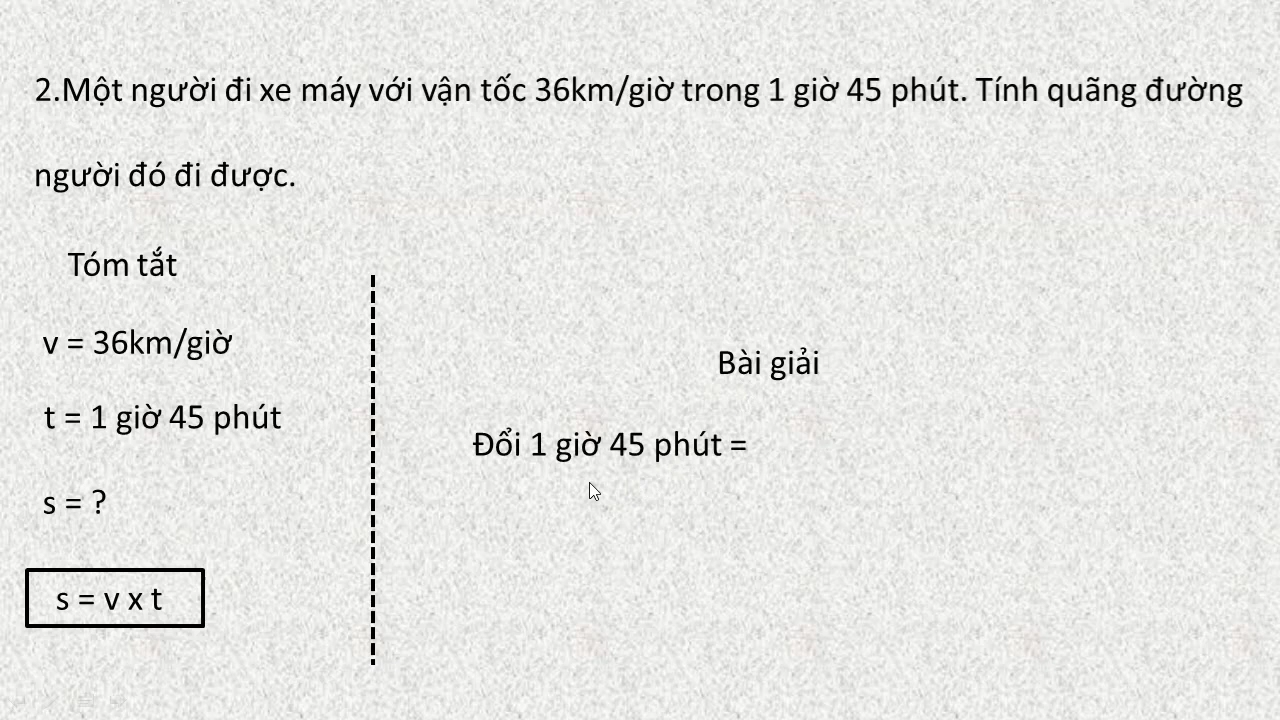 2.Một người đi xe máy với vận tốc 36km/giờ trong 1 giờ 45 phút. Tính quãng đường
người đó đi được.
Tóm tắt
v = 36km/giờ
t = 1 giờ 45 phút
s = ?
s = v x t
Bài giải
Đổi 1 giờ 45 phút =